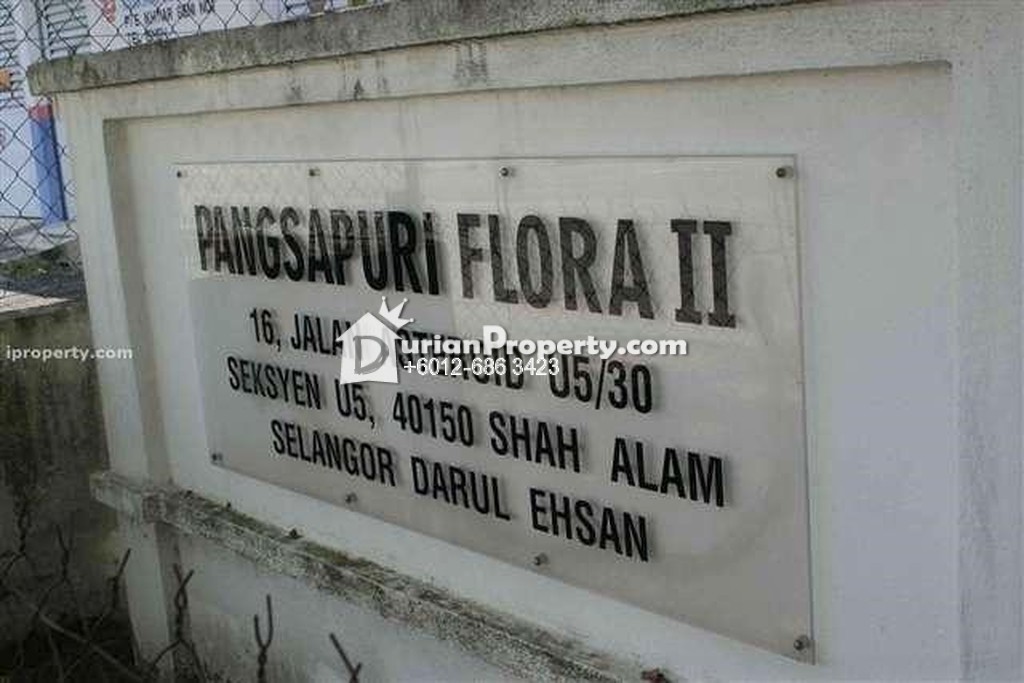 PANGSAPURI FLORA II
16, JALAN U5/30
DurianProperty.com
+6012-686 3423
iproperty.com
SEKSYEN U5, 40150 SHAH ALAM
SELANGOR DARUL EHSAN